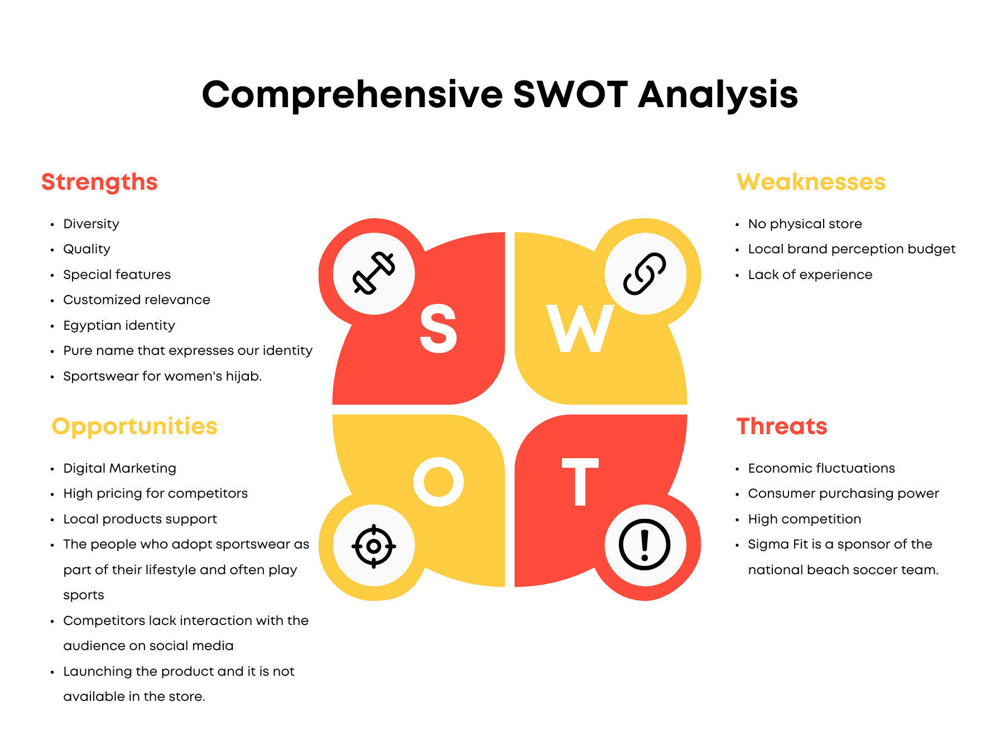 Comprehensive SWOT Analysis
Strengths
• Diversity
• Quality
• Special features
• Customized relevance
• Egyptian identity
• Pure name that expresses our identity
• Sportswear for women's hijab.
Weaknesses
• No physical store
• Local brand perception budget
• Lack of experience
S
W
O
T
Opportunities
• Digital Marketing
• High pricing for competitors
• Local products support
• The people who adopt sportswear as
part of their lifestyle and often play
sports
• Competitors lack interaction with the
audience on social media
• Launching the product and it is not
available in the store.
Threats
• Economic fluctuations
• Consumer purchasing power
• High competition
• Sigma Fit is a sponsor of the
national beach soccer team.